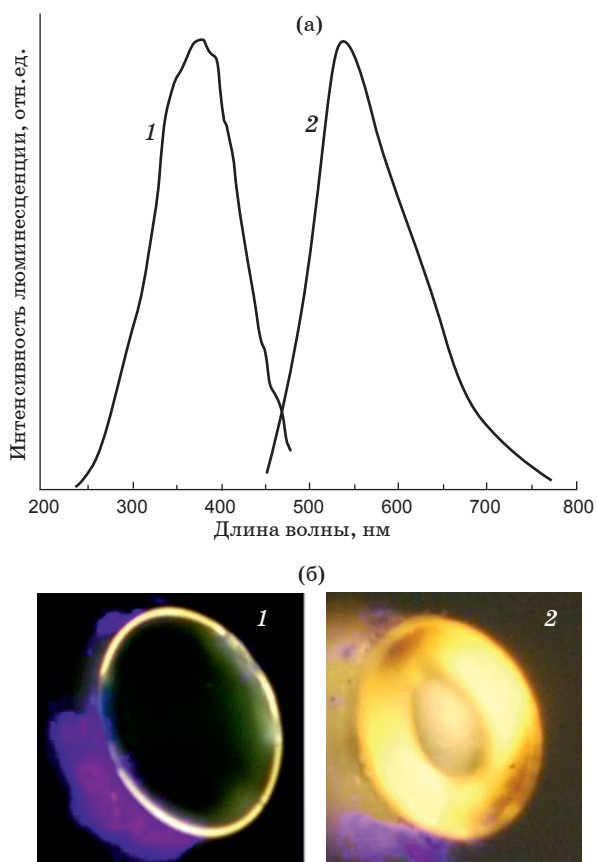 (а)
Интенсивность люминесценции, отн.ед.
1
2
200 300 400 500 600 700 800
Длина волны, нм
(б)
1
2